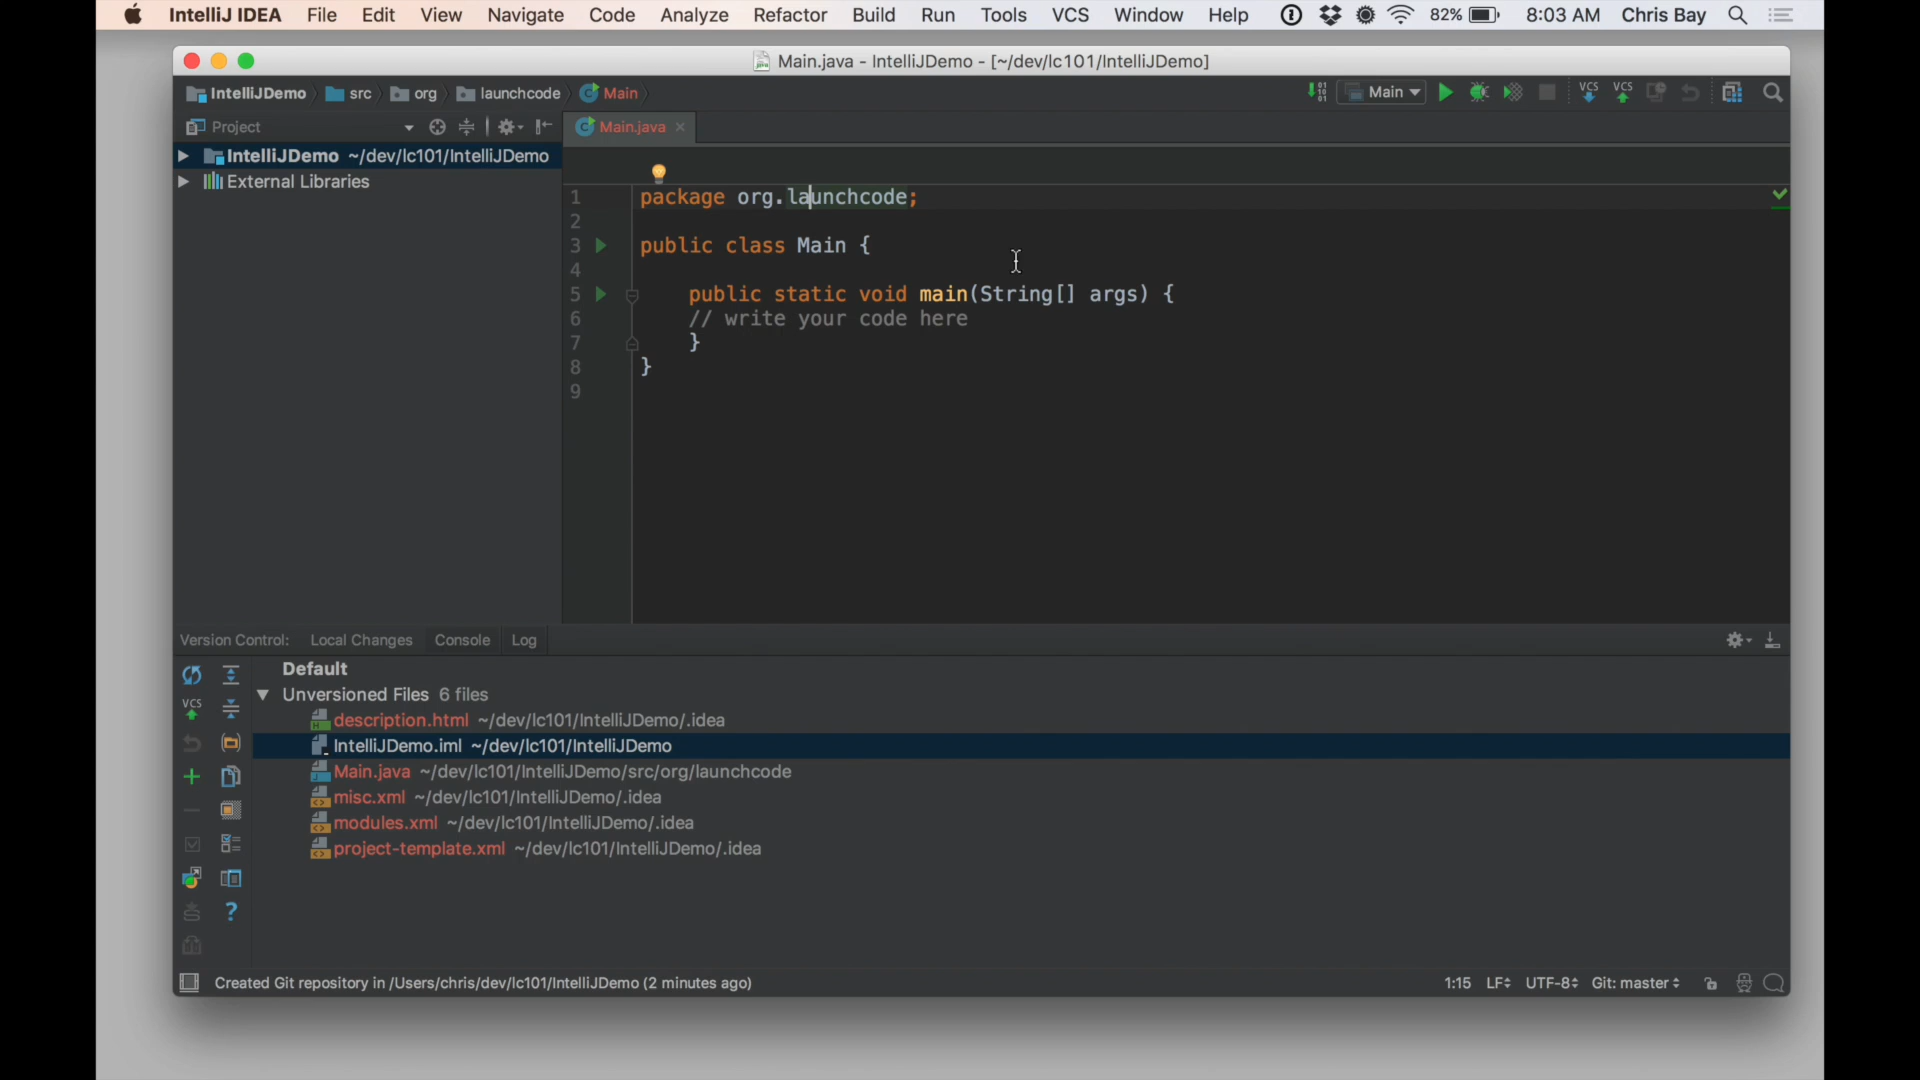 IntelliJ IDEA File Edit View Navigate Code Analyze Refactor Build Run Tools VCS Window Help 82% 8:03 AM Chris Bay
Main.java - IntelliJDemo - [~/dev/lc101/IntelliJDemo]
IntelliJDemo src org launchcode Main Main VCS VCS
Project Main.java
IntelliJDemo ~/dev/lc101/IntelliJDemo
External Libraries
1 package org.launchcode;
2
3 public class Main {
4
5 public static void main(String[] args) {
6 // write your code here
7 }
8 }
9
Version Control: Local Changes Console Log
Default
Unversioned Files 6 files
VCS
description.html ~/dev/lc101/IntelliJDemo/.idea
IntelliJDemo.iml ~/dev/lc101/IntelliJDemo
Main.java ~/dev/lc101/IntelliJDemo/src/org/launchcode
misc.xml ~/dev/lc101/IntelliJDemo/.idea
modules.xml ~/dev/lc101/IntelliJDemo/.idea
project-template.xml ~/dev/lc101/IntelliJDemo/.idea
Created Git repository in /Users/chris/dev/lc101/IntelliJDemo (2 minutes ago) 1:15 LF UTF-8 Git: master